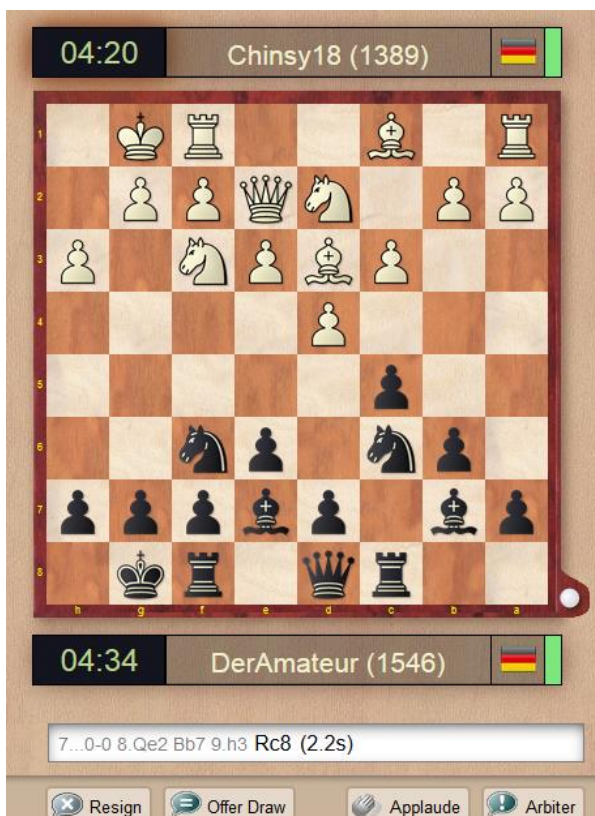 04:20 Chinsy18 (1389)
1
2
3
4
5
6
7
8
h g f e d c b a
04:34 DerAmateur (1546)
7...0-0 8.Qe2 Bb7 9.h3 Rc8 (2.2s)
Resign Offer Draw Applaude Arbiter